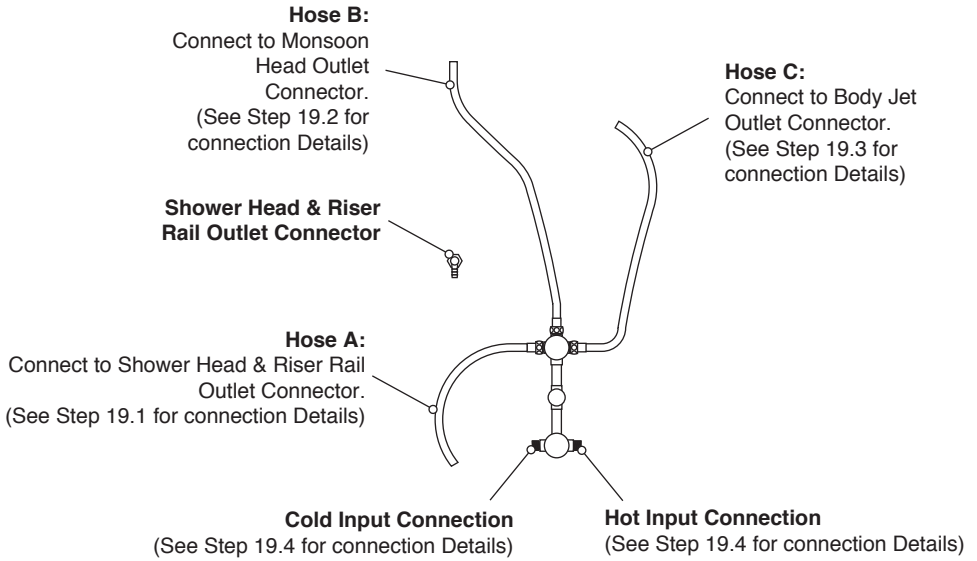 Hose B:
Connect to Monsoon
Head Outlet
Connector.
(See Step 19.2 for
connection Details)
Hose C:
Connect to Body Jet
Outlet Connector.
(See Step 19.3 for
connection Details)
Shower Head & Riser
Rail Outlet Connector
Hose A:
Connect to Shower Head & Riser Rail
Outlet Connector.
(See Step 19.1 for connection Details)
Cold Input Connection
(See Step 19.4 for connection Details)
Hot Input Connection
(See Step 19.4 for connection Details)